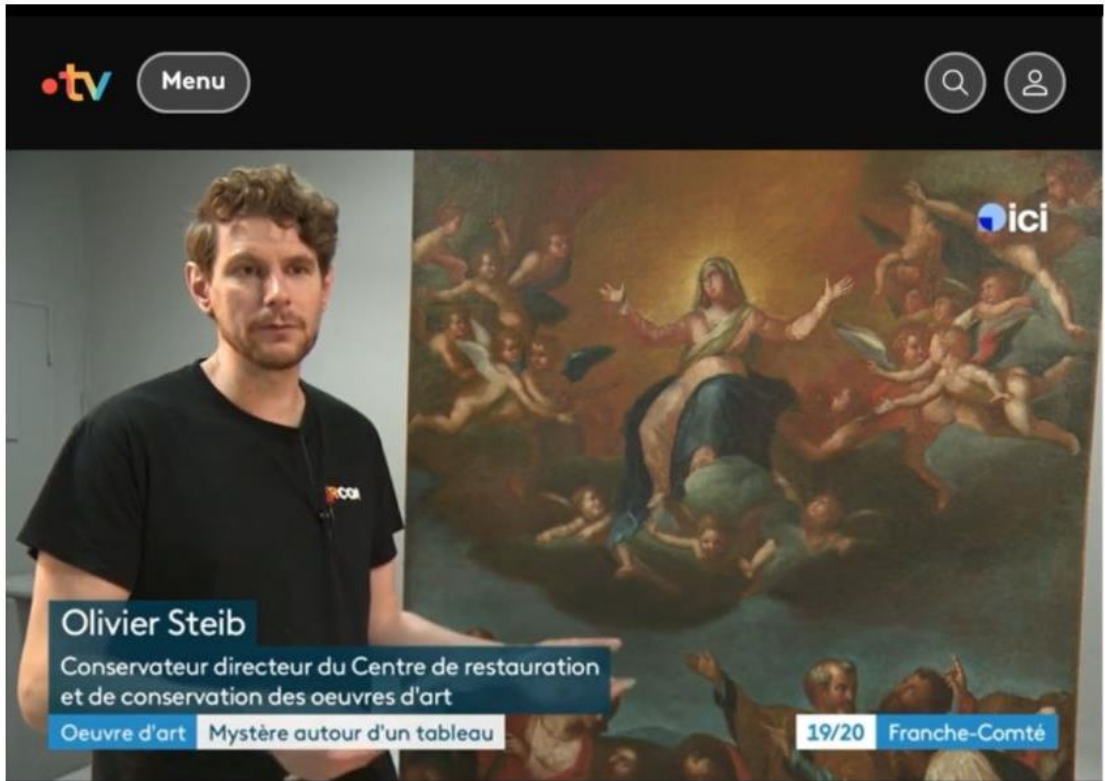 tv
Menu
ici
Olivier Steib
Conservateur directeur du Centre de restauration
et de conservation des oeuvres d'art
Oeuvre d'art Mystère autour d'un tableau
19/20 Franche-Comté